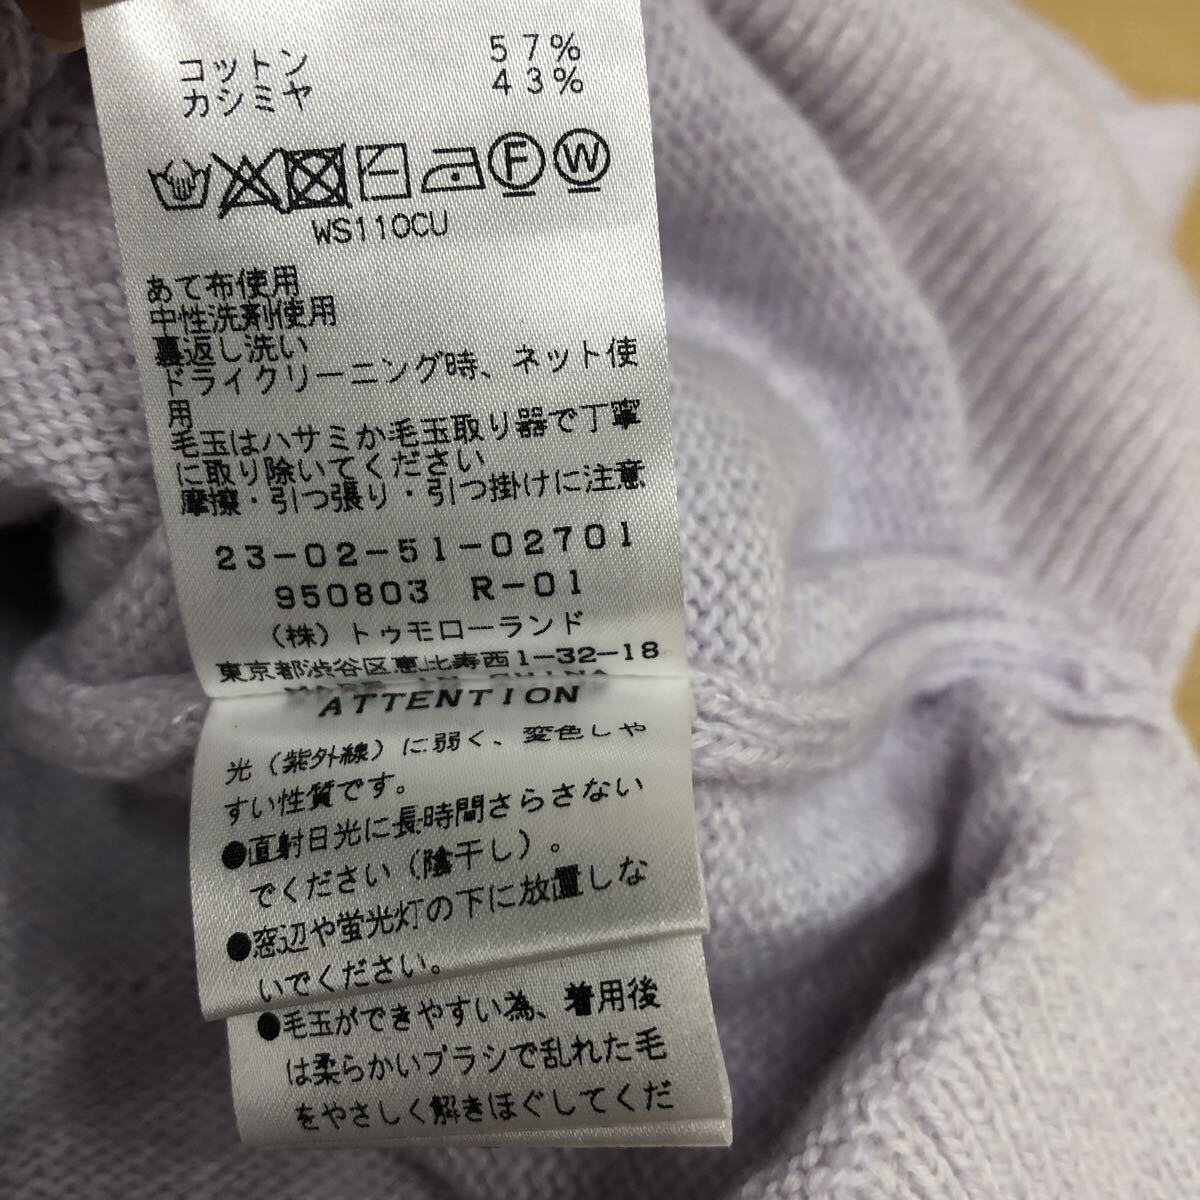 コットン 57%
カシミヤ 43%
F W
WS110CU
あて布使用
中性洗剤使用
裏返し洗い
ドライクリーニング時、ネット使
用
毛玉はハサミか毛玉取り器で丁寧
に取り除いてください
摩擦・引つ張り・引つ掛けに注意
23-02-51-02701
950803 R-01
(株)トゥモローランド
東京都渋谷区恵比寿西1-32-18
MADE IN CHINA
ATTENTION
光(紫外線)に弱く、変色しや
すい性質です。
●直射日光に長時間さらさない
でください(陰干し)。
●窓辺や蛍光灯の下に放置しな
いでください。
●毛玉ができやすい為、着用後
は柔らかいブラシで乱れた毛
をやさしく解きほぐしてくだ